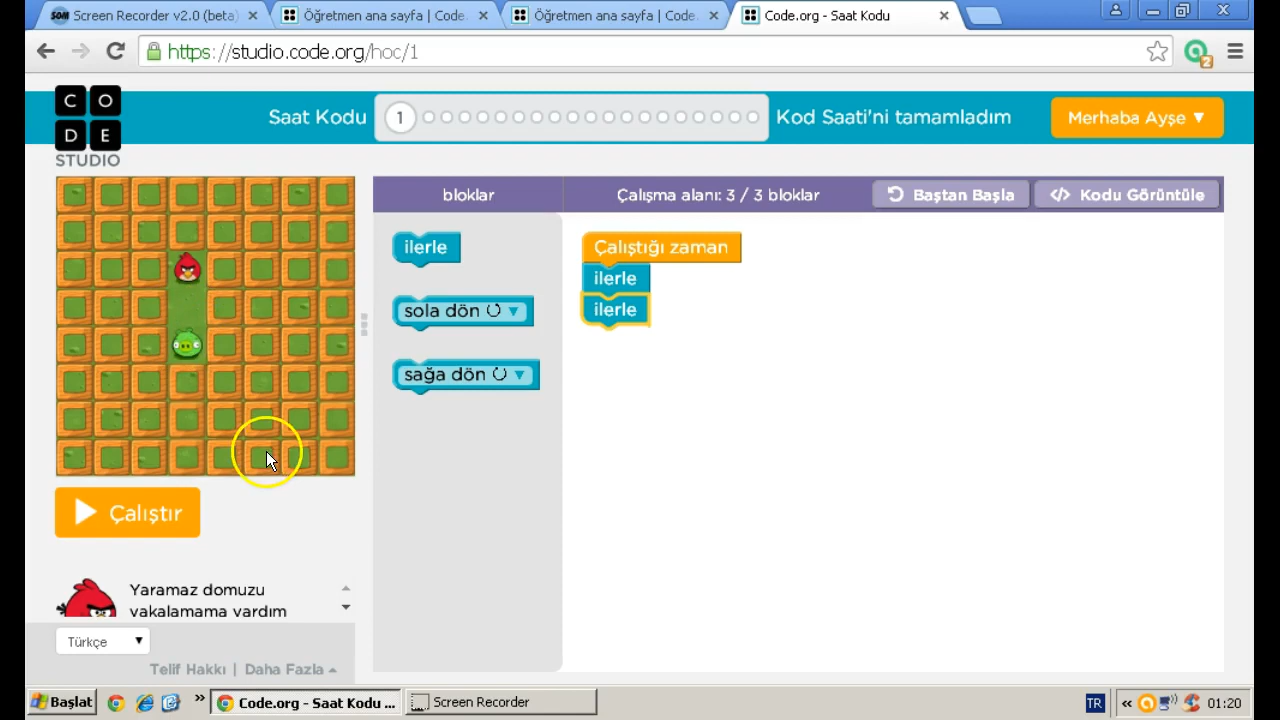 Screen Recorder v2.0 (beta)
Öğretmen ana sayfa | Code.
Öğretmen ana sayfa | Code.
Code.org - Saat Kodu
https://studio.code.org/hoc/1
2
C O
D E
STUDIO
Saat Kodu
1
Kod Saati'ni tamamladım
Merhaba Ayşe ▼
bloklar
Çalışma alanı: 3 / 3 bloklar
Baştan Başla
</> Kodu Görüntüle
ilerle
sola dön ↺ ▼
sağa dön ↻ ▼
Çalıştığı zaman
ilerle
ilerle
Çalıştır
Yaramaz domuzu
vakalamama vardım
Türkçe
Telif Hakkı | Daha Fazla
Başlat
»
Code.org - Saat Kodu ...
Screen Recorder
TR
«
01:20